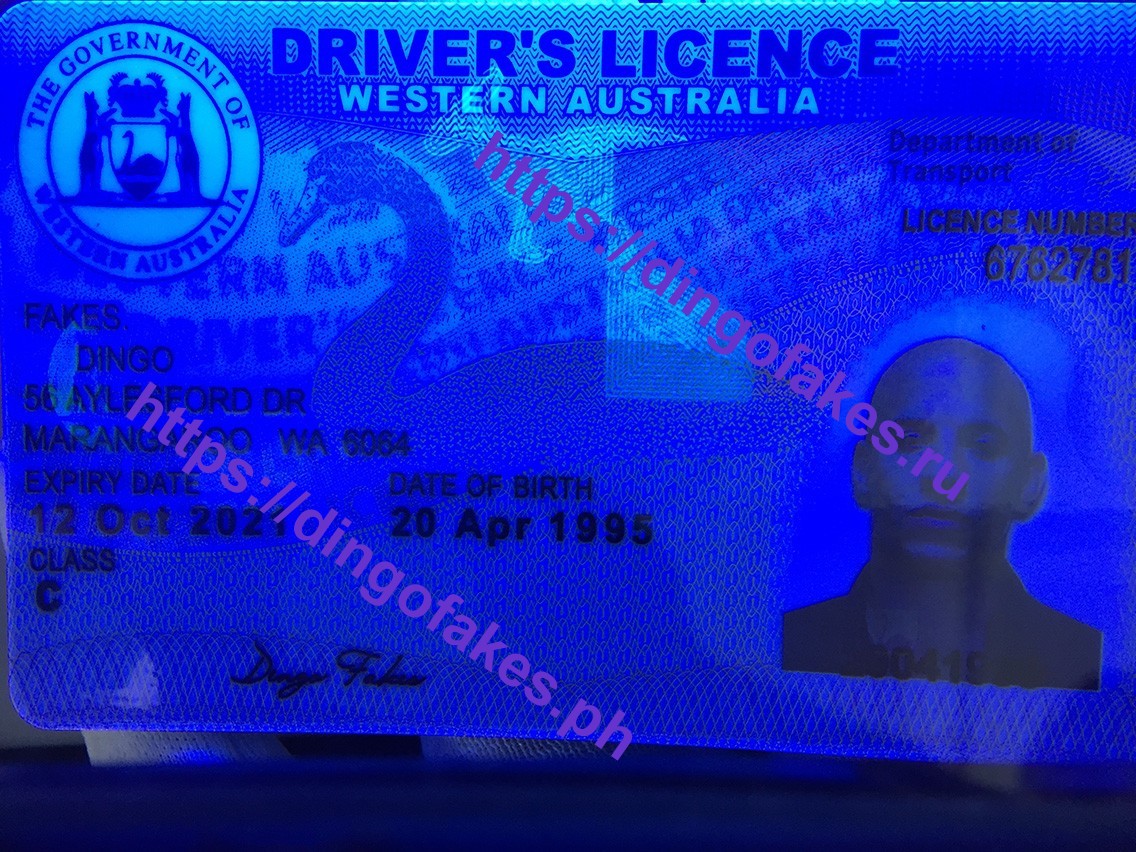 THE GOVERNMENT OF
WESTERN AUSTRALIA
DRIVER'S LICENCE
WESTERN AUSTRALIA
Department of
Transport
LICENCE NUMBER
6762781
FAKES.
DINGO
56 AYLESFORD DR
MARANGAROO WA 6064
EXPIRY DATE
12 Oct 2021
DATE OF BIRTH
20 Apr 1995
CLASS
C
Dingo Fakes
https://dingofakes.ru
https://dingofakes.ph